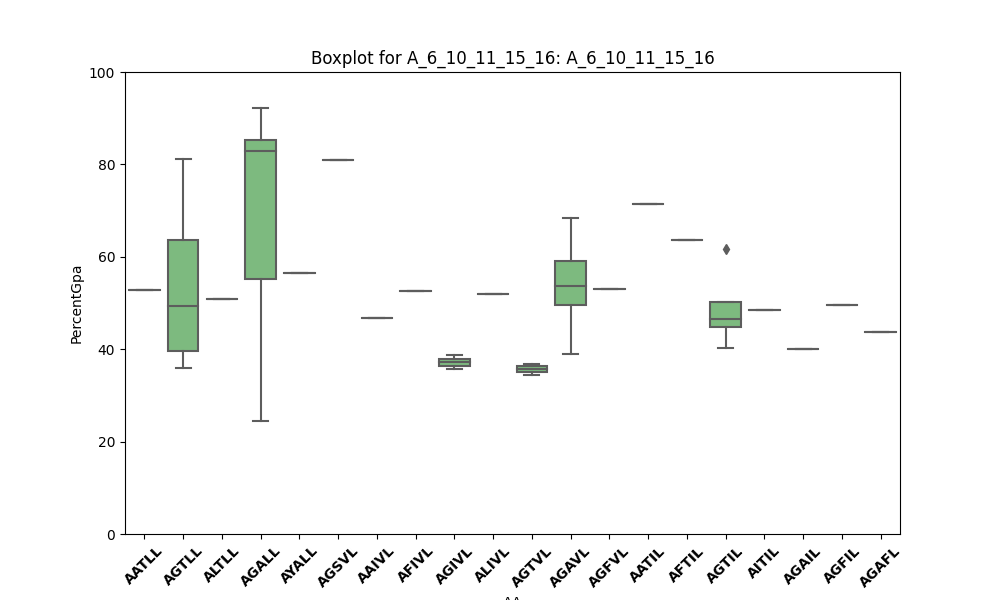 Boxplot for A_6_10_11_15_16: A_6_10_11_15_16
100
80
60
40
20
0
PercentGpa
AATLL AGTLL ALTLL AGALL AYALL AGSVL AAIVL AFIVL AGIVL ALIVL AGTVL AGAVL AGFVL AATIL AFTIL AGTIL AITIL AGAIL AGFIL AGAFL